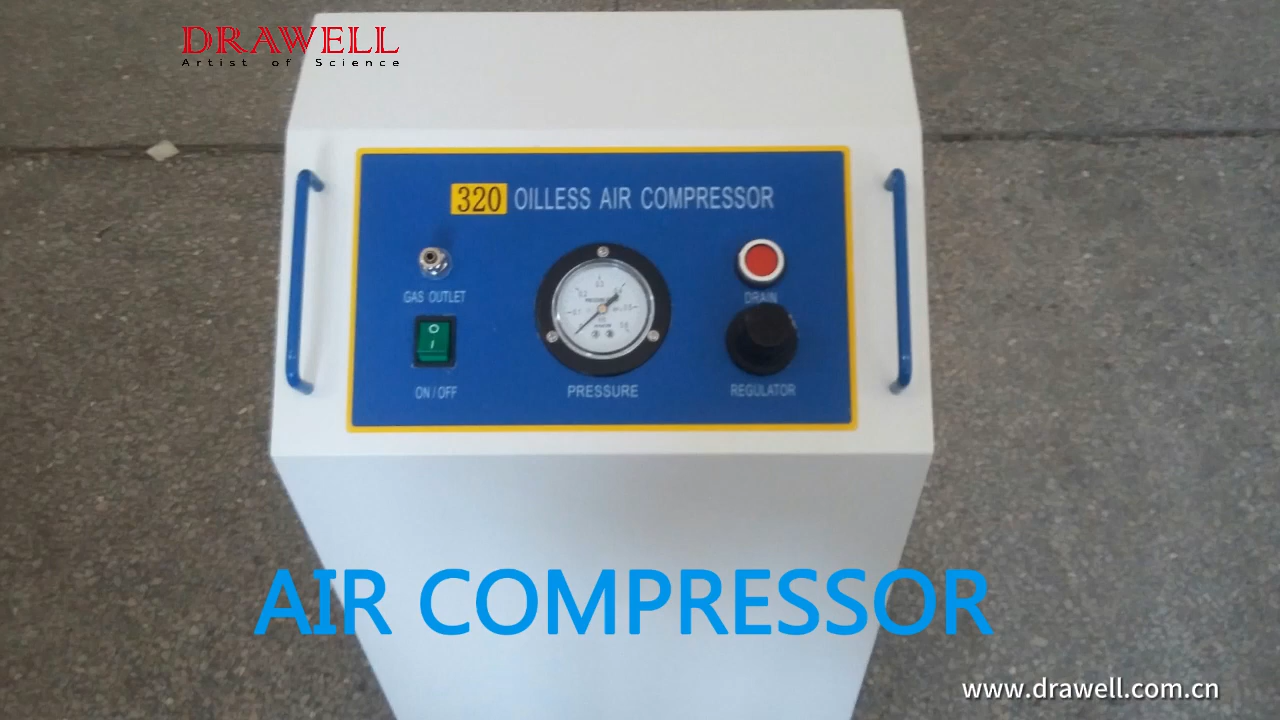 DRAWELL
Artist of Science
320 OILLESS AIR COMPRESSOR
GAS OUTLET
DRAIN
ON / OFF
PRESSURE
REGULATOR
AIR COMPRESSOR
www.drawell.com.cn